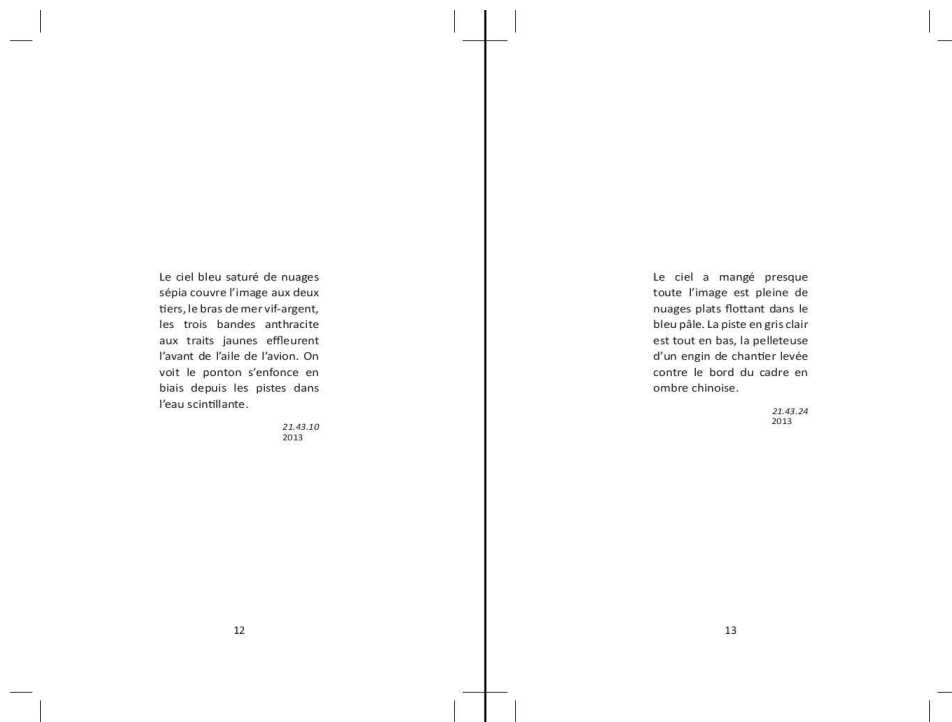 Le ciel bleu saturé de nuages
sépia couvre l’image aux deux
tiers, le bras de mer vif-argent,
les trois bandes anthracite
aux traits jaunes effleurent
l’avant de l’aile de l’avion. On
voit le ponton s’enfonce en
biais depuis les pistes dans
l’eau scintillante.
21.43.10
2013
12
Le ciel a mangé presque
toute l’image est pleine de
nuages plats flottant dans le
bleu pâle. La piste en gris clair
est tout en bas, la pelleteuse
d’un engin de chantier levée
contre le bord du cadre en
ombre chinoise.
21.43.24
2013
13